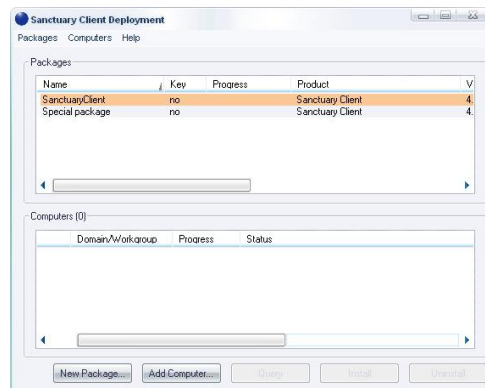 Sanctuary Client Deployment
Packages Computers Help
Packages
Name Key Progress Product V
SanctuaryClient no Sanctuary Client 4.
Special package no Sanctuary Client 4.
Computers (0)
Domain/Workgroup Progress Status
New Package... Add Computer... Query Install Uninstall